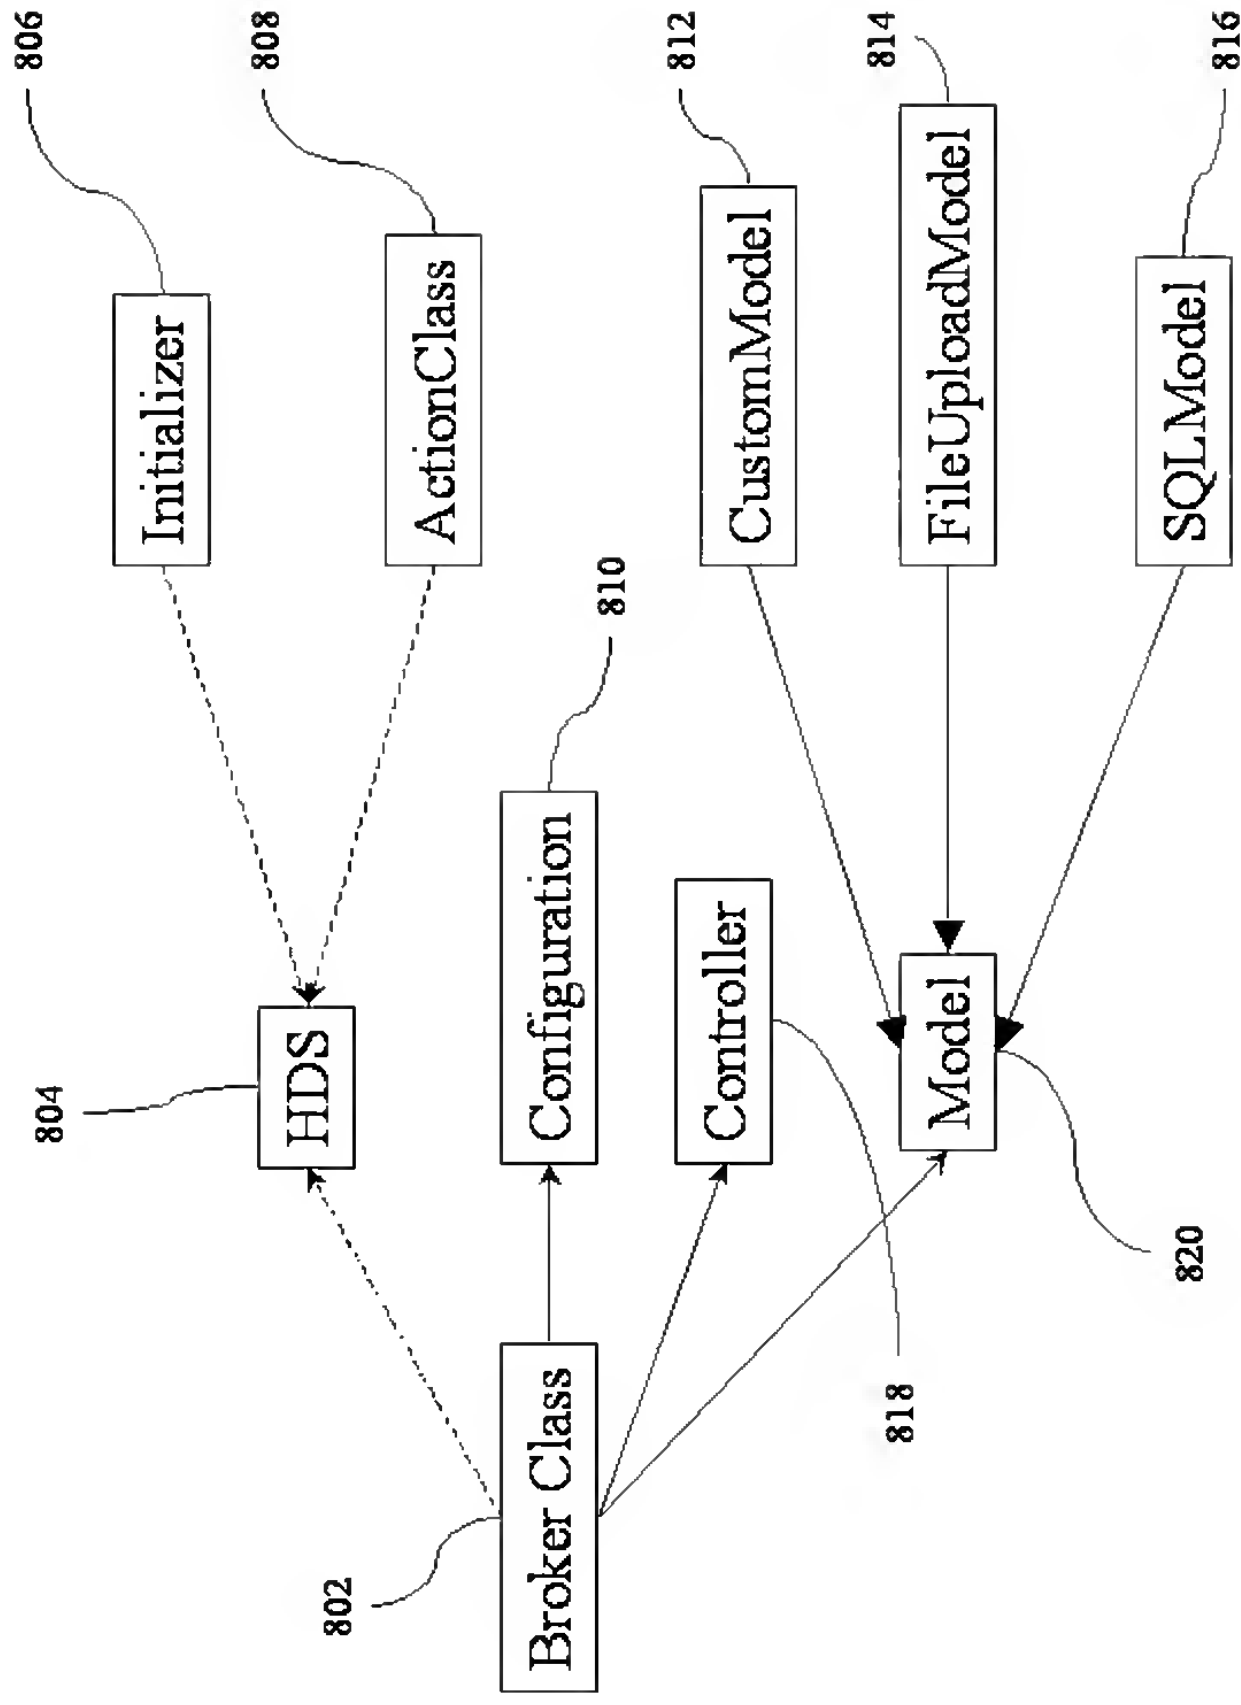 806
Initializer
808
ActionClass
804
HDS
810
Configuration
802
Broker Class
Controller
818
812
CustomModel
814
FileUploadModel
Model
820
816
SQLModel